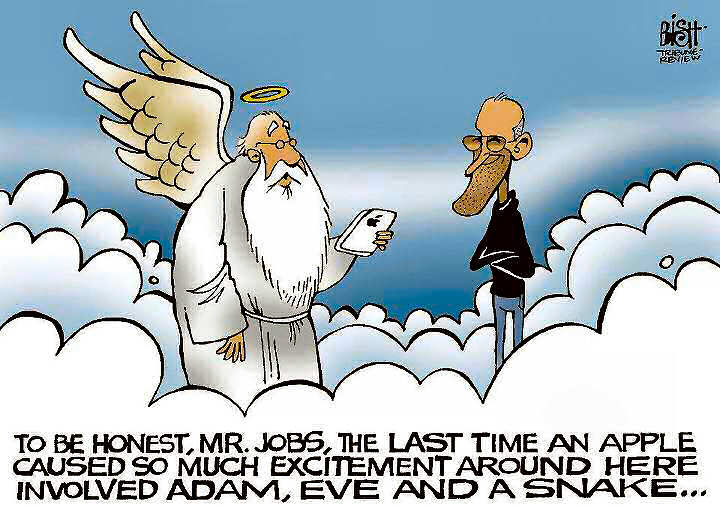 BISH
TRIBUNE-
REVIEW
TO BE HONEST, MR. JOBS, THE LAST TIME AN APPLE
CAUSED SO MUCH EXCITEMENT AROUND HERE
INVOLVED ADAM, EVE AND A SNAKE...